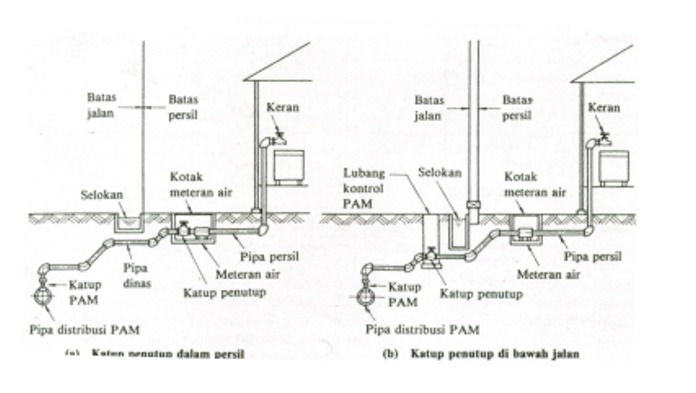 Batas
jalan
Batas
persil
Keran
Kotak
meteran air
Selokan
Pipa persil
Pipa
dinas
Meteran air
Katup penutup
Katup
PAM
Pipa distribusi PAM
(a) Katup penutup dalam persil
Batas
jalan
Batas
persil
Keran
Lubang
kontrol
PAM
Selokan
Kotak
meteran air
Pipa persil
Meteran air
Katup penutup
Katup
PAM
Pipa distribusi PAM
(b) Katup penutup di bawah jalan